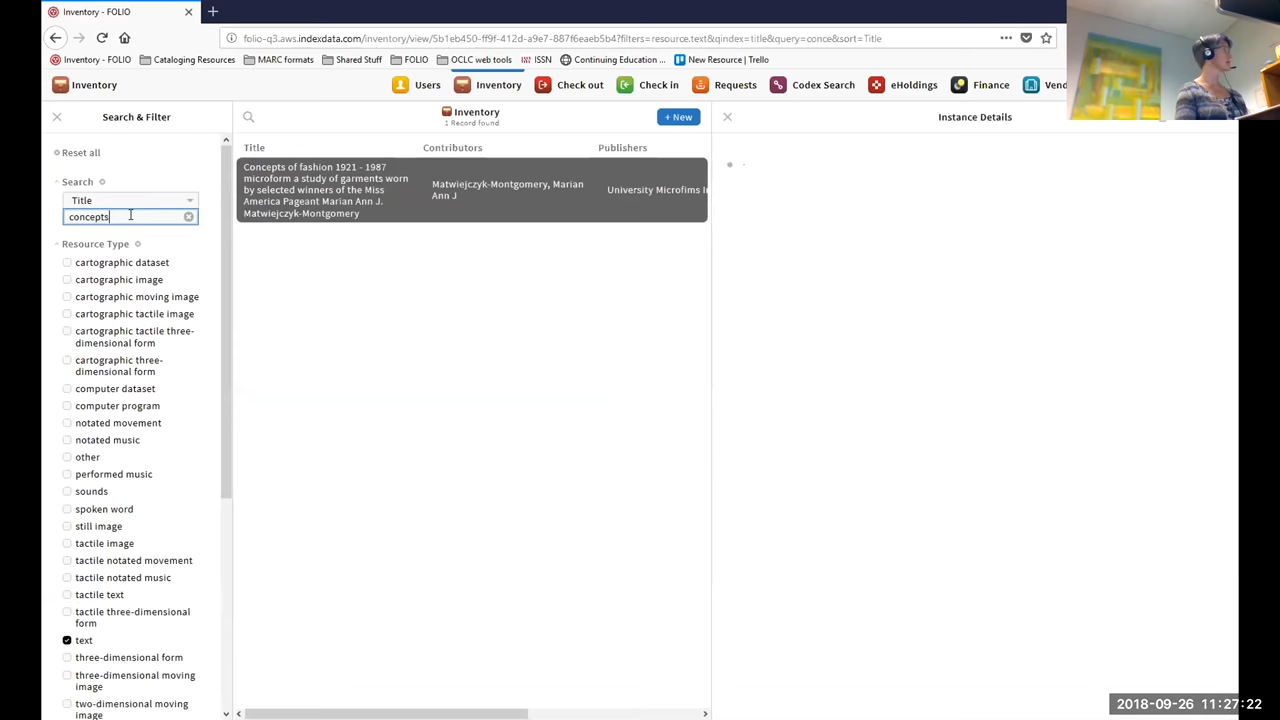 Inventory - FOLIO
folio-q3.aws.indexdata.com/inventory/view/5b1eb450-ff9f-412d-a9e7-887f6eaeb5b4?filters=resource.text&qindex=title&query=conce&sort=Title
Inventory - FOLIO Cataloging Resources MARC formats Shared Stuff FOLIO OCLC web tools ISSN Continuing Education ... New Resource | Trello
Inventory Users Inventory Check out Check in Requests Codex Search eHoldings Finance Vend
Search & Filter
Reset all
Search
Title
concepts
Resource Type
cartographic dataset
cartographic image
cartographic moving image
cartographic tactile image
cartographic tactile three-
dimensional form
cartographic three-
dimensional form
computer dataset
computer program
notated movement
notated music
other
performed music
sounds
spoken word
still image
tactile image
tactile notated movement
tactile notated music
tactile text
tactile three-dimensional
form
text
three-dimensional form
three-dimensional moving
image
two-dimensional moving
image
Inventory
1 Record found
+ New
Title Contributors Publishers
Concepts of fashion 1921 - 1987
microform a study of garments worn
by selected winners of the Miss
America Pageant Marian Ann J.
Matwiejczyk-Montgomery
Matwiejczyk-Montgomery, Marian
Ann J
University Microfilms In
Instance Details
-
2018-09-26 11:27:22